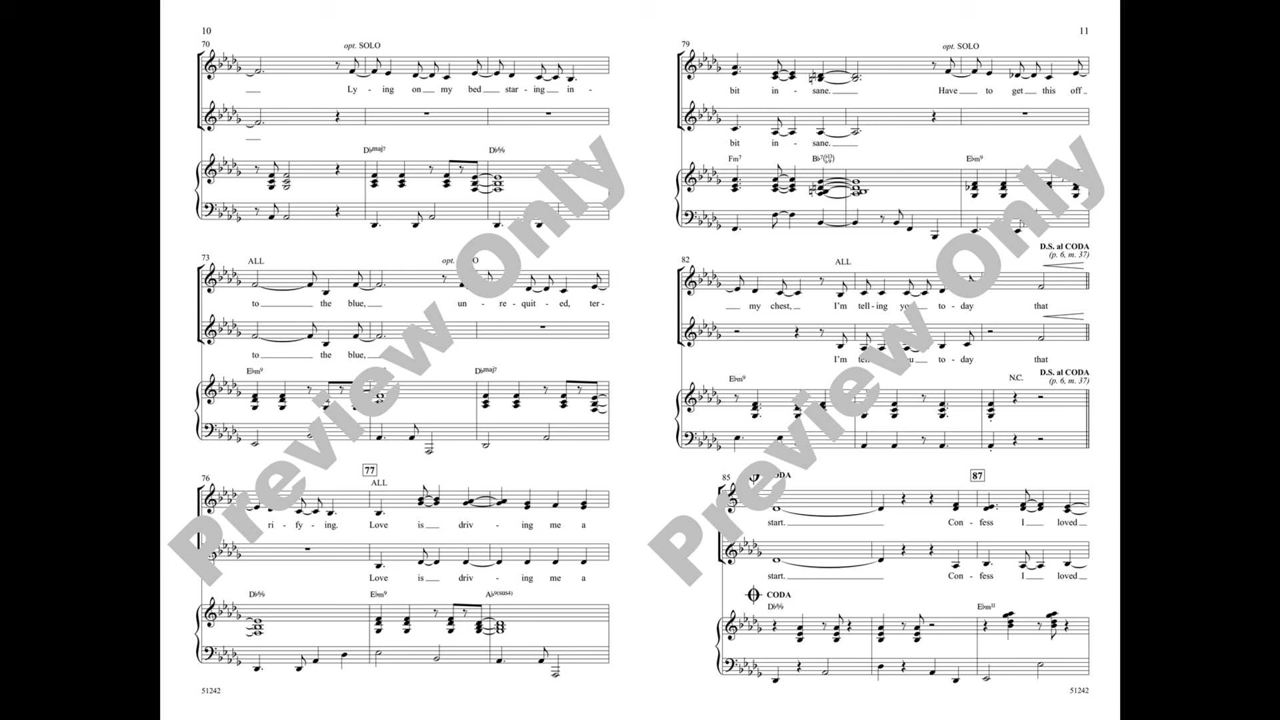 10
70
opt. SOLO
Ly - ing on my bed star - ing in -
D♭maj7 D♭6/9
73
ALL
opt.
to the blue, un - re - quit - ed, ter -
to the blue,
E♭m9 D♭maj7
76
77
ALL
ri - fy - ing. Love is driv - ing me a
Love is driv - ing me a
D♭6/9 E♭m9 A♭9(sus4)
51242
11
79
opt. SOLO
bit in - sane. Have to get this off
bit in - sane.
Fm7 B♭7 E♭m9
D.S. al CODA
(p. 6, m. 37)
82
ALL
my chest, I'm tell - ing you to - day that
I'm to - day that
D.S. al CODA
(p. 6, m. 37)
E♭m9 N.C.
85
CODA
87
start. Con - fess I loved
start. Con - fess I loved
CODA
D♭6/9 E♭m11
51242
Preview Only
Preview Only